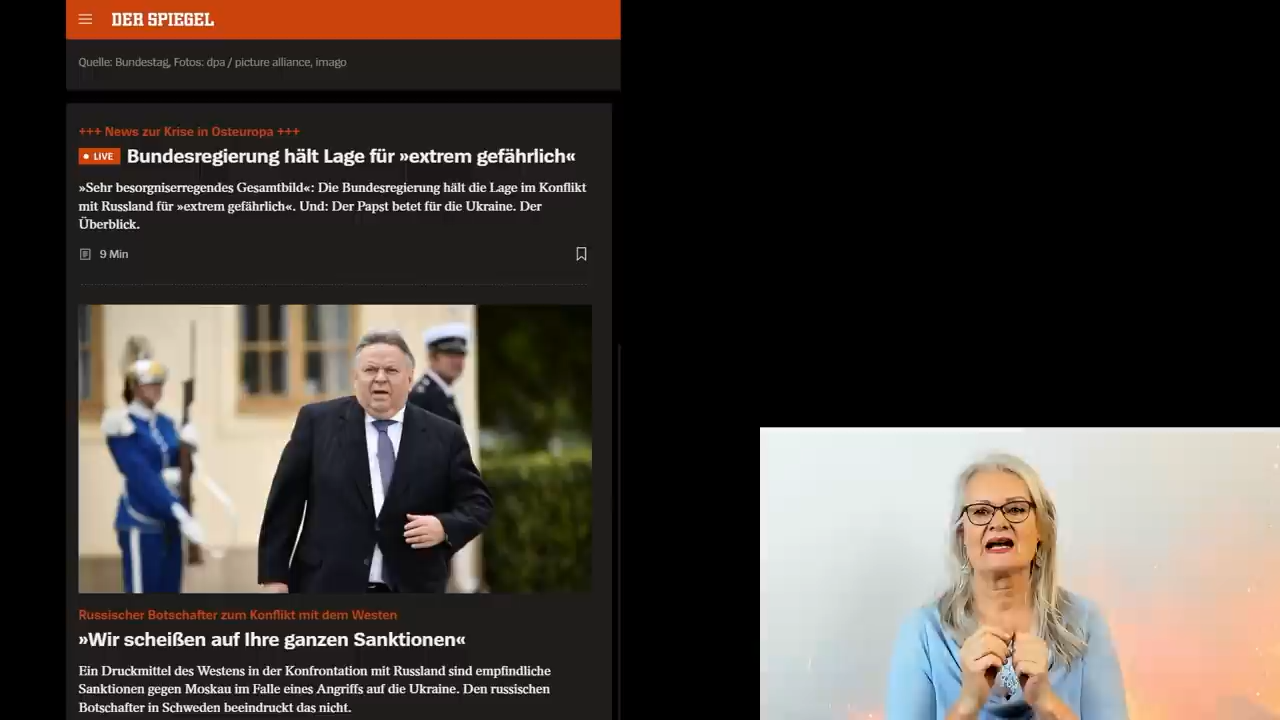 DER SPIEGEL
Quelle: Bundestag, Fotos: dpa / picture alliance, imago
+++ News zur Krise in Osteuropa +++
LIVE Bundesregierung hält Lage für »extrem gefährlich«
»Sehr besorgniserregendes Gesamtbild«: Die Bundesregierung hält die Lage im Konflikt
mit Russland für »extrem gefährlich«. Und: Der Papst betet für die Ukraine. Der
Überblick.
9 Min
Russischer Botschafter zum Konflikt mit dem Westen
»Wir scheißen auf Ihre ganzen Sanktionen«
Ein Druckmittel des Westens in der Konfrontation mit Russland sind empfindliche
Sanktionen gegen Moskau im Falle eines Angriffs auf die Ukraine. Den russischen
Botschafter in Schweden beeindruckt das nicht.